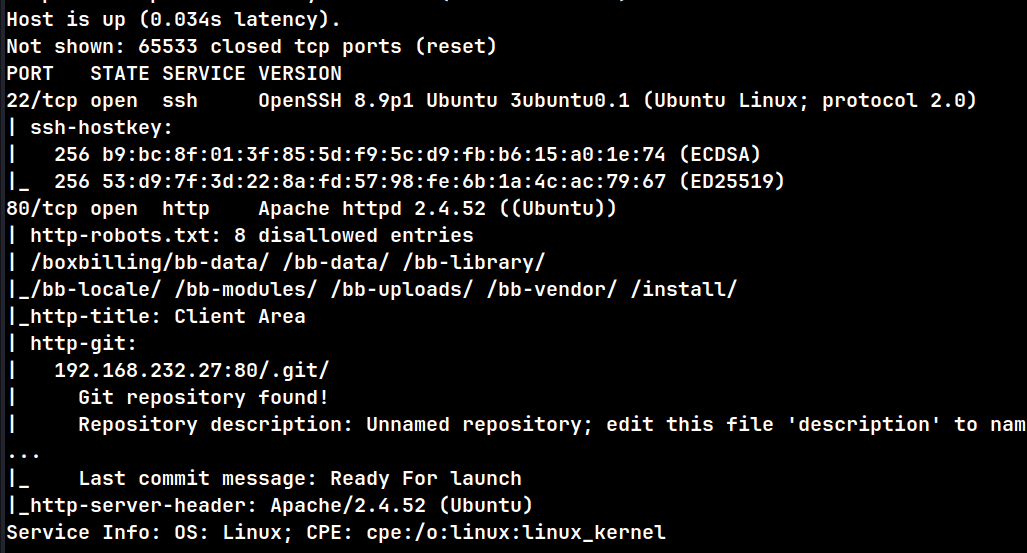 Host is up (0.034s latency).
Not shown: 65533 closed tcp ports (reset)
PORT   STATE SERVICE VERSION
22/tcp open  ssh     OpenSSH 8.9p1 Ubuntu 3ubuntu0.1 (Ubuntu Linux; protocol 2.0)
| ssh-hostkey:
|   256 b9:bc:8f:01:3f:85:5d:f9:5c:d9:fb:b6:15:a0:1e:74 (ECDSA)
|_  256 53:d9:7f:3d:22:8a:fd:57:98:fe:6b:1a:4c:ac:79:67 (ED25519)
80/tcp open  http    Apache httpd 2.4.52 ((Ubuntu))
| http-robots.txt: 8 disallowed entries
| /boxbilling/bb-data/ /bb-data/ /bb-library/
|_/bb-locale/ /bb-modules/ /bb-uploads/ /bb-vendor/ /install/
|_http-title: Client Area
| http-git:
|   192.168.232.27:80/.git/
|     Git repository found!
|     Repository description: Unnamed repository; edit this file 'description' to nam
...
|_    Last commit message: Ready For launch
|_http-server-header: Apache/2.4.52 (Ubuntu)
Service Info: OS: Linux; CPE: cpe:/o:linux:linux_kernel